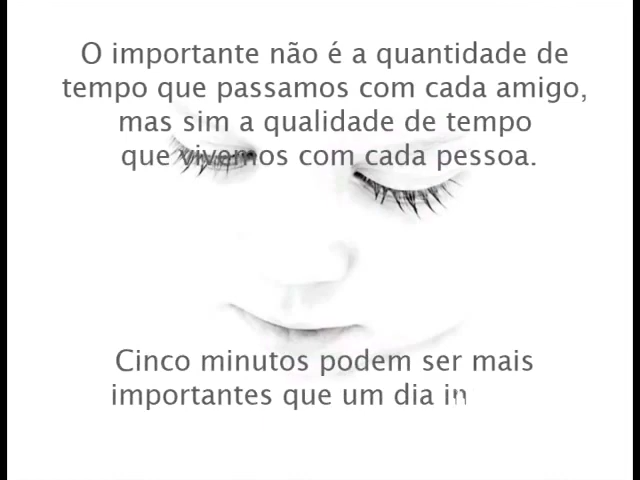 O importante não é a quantidade de
tempo que passamos com cada amigo,
mas sim a qualidade de tempo
que vivemos com cada pessoa.
Cinco minutos podem ser mais
importantes que um dia in